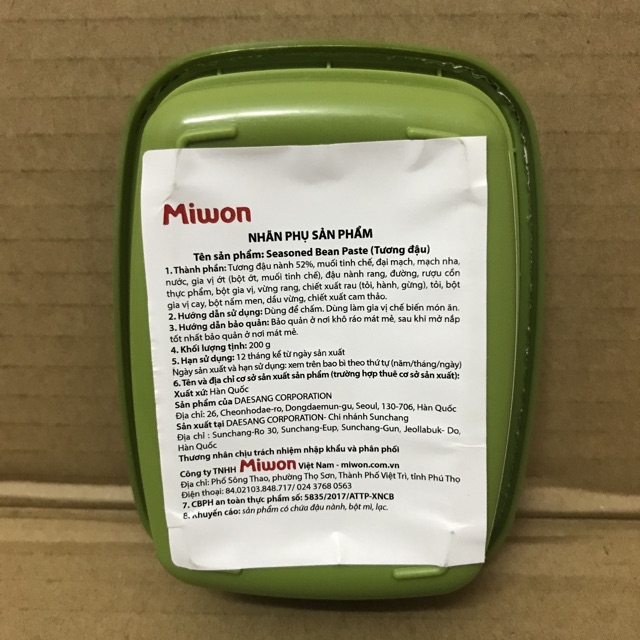 Miwon
NHÃN PHỤ SẢN PHẨM
Tên sản phẩm: Seasoned Bean Paste (Tương đậu)
1. Thành phần: Tương đậu nành 52%, muối tinh chế, đại mạch, mạch nha,
nước, gia vị ớt (bột ớt, muối tinh chế), đậu nành rang, đường, rượu cồn
thực phẩm, bột gia vị, vừng rang, chiết xuất rau (tỏi, hành, gừng), tỏi, bột
gia vị cay, bột nấm men, dầu vừng, chiết xuất cam thảo.
2. Hướng dẫn sử dụng: Dùng để chấm. Dùng làm gia vị chế biến món ăn.
3. Hướng dẫn bảo quản: Bảo quản ở nơi khô ráo mát mẻ, sau khi mở nắp
tốt nhất bảo quản ở nơi mát mẻ.
4. Khối lượng tịnh: 200 g
5. Hạn sử dụng: 12 tháng kể từ ngày sản xuất
Ngày sản xuất và hạn sử dụng: xem trên bao bì theo thứ tự (năm/tháng/ngày)
6. Tên và địa chỉ cơ sở sản xuất sản phẩm (trường hợp thuê cơ sở sản xuất):
Xuất xứ: Hàn Quốc
Sản phẩm của DAESANG CORPORATION
Địa chỉ: 26, Cheonhodae-ro, Dongdaemun-gu, Seoul, 130-706, Hàn Quốc
Sản xuất tại DAESANG CORPORATION- Chi nhánh Sunchang
Địa chỉ : Sunchang-Ro 30, Sunchang-Eup, Sunchang-Gun, Jeollabuk- Do,
Hàn Quốc
Thương nhân chịu trách nhiệm nhập khẩu và phân phối
Công ty TNHH Miwon Việt Nam - miwon.com.vn
Địa chỉ: Phố Sông Thao, phường Thọ Sơn, Thành Phố Việt Trì, tỉnh Phú Thọ
Điện thoại: 84.02103.848.717/ 024 3768 0563
7. CBPH an toàn thực phẩm số: 5835/2017/ATTP-XNCB
8. Khuyến cáo: sản phẩm có chứa đậu nành, bột mì, lạc.